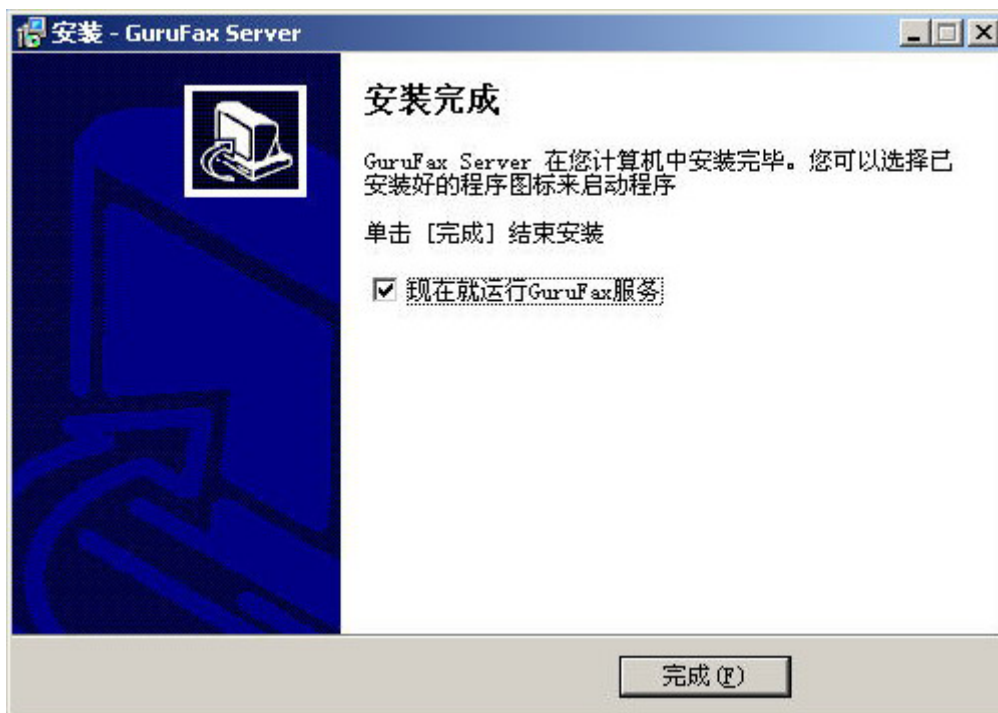 安装 - GuruFax Server
安装完成
GuruFax Server 在您计算机中安装完毕。您可以选择已
安装好的程序图标来启动程序
单击 [完成] 结束安装
现在就运行GuruFax服务
完成(F)